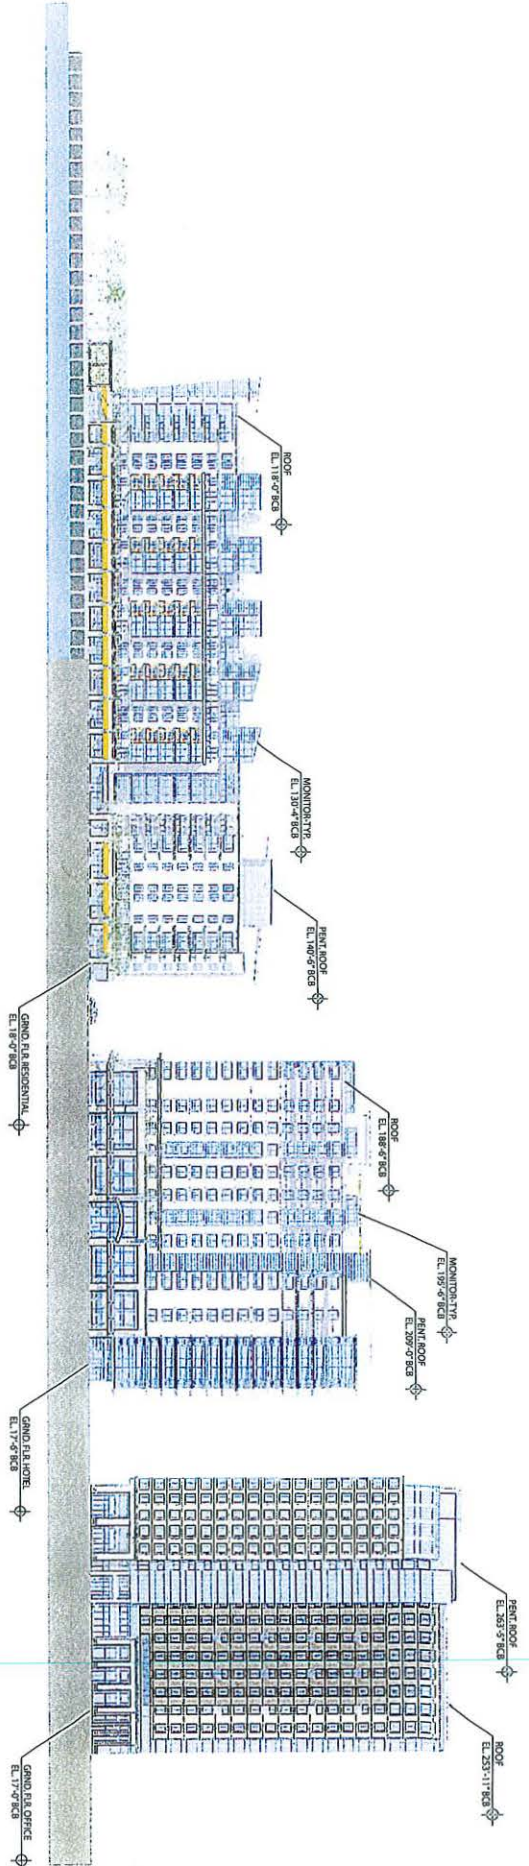 ROOF
EL. 118'-0" BCB
MONITOR-TYP.
EL. 130'-4" BCB
PENT. ROOF
EL. 140'-6" BCB
GRND. FLR. RESIDENTIAL
EL. 18'-0" BCB
ROOF
EL. 188'-6" BCB
MONITOR-TYP.
EL. 195'-6" BCB
PENT. ROOF
EL. 209'-0" BCB
GRND. FLR. HOTEL
EL. 17'-6" BCB
PENT. ROOF
EL. 263'-5" BCB
ROOF
EL. 253'-11" BCB
GRND. FLR. OFFICE
EL. 17'-0" BCB